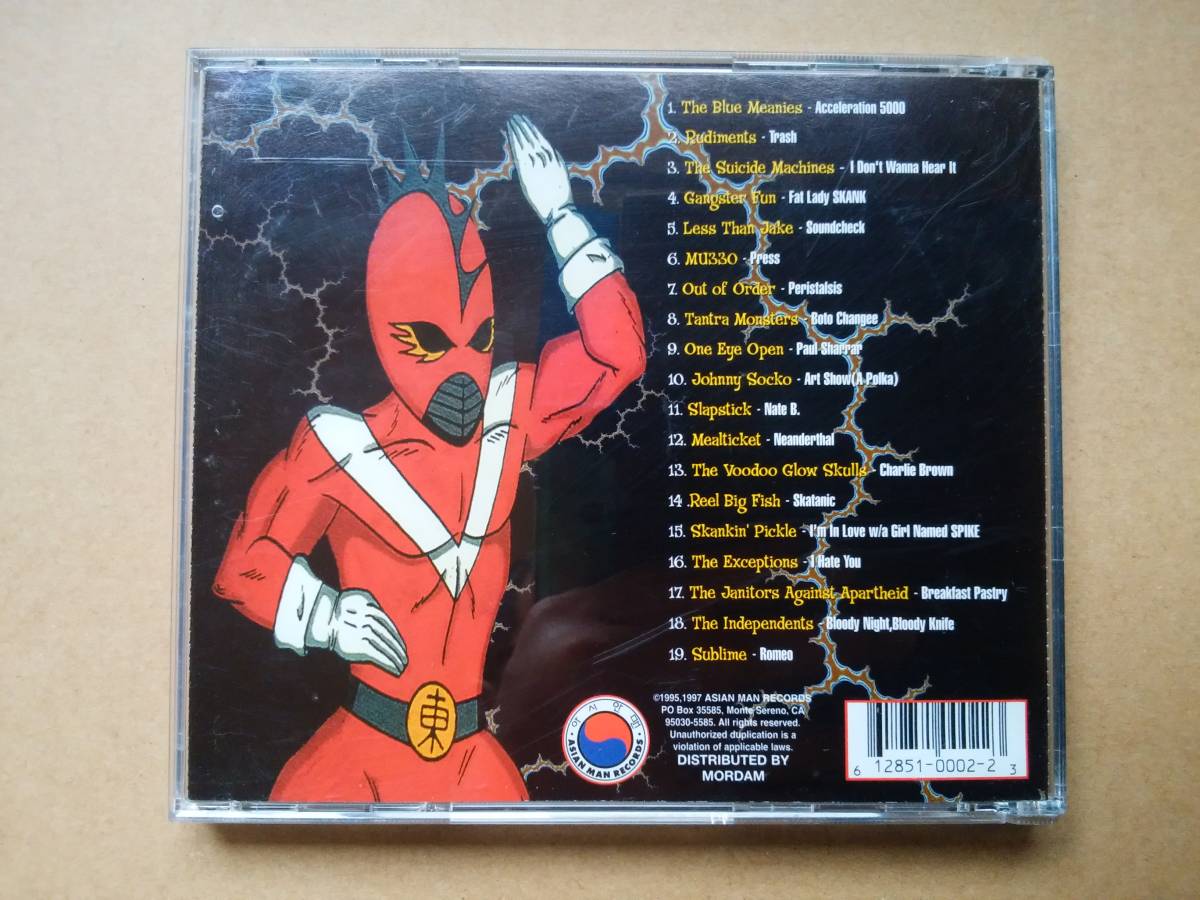 1. The Blue Meanies - Acceleration 5000
2. Rudiments - Trash
3. The Suicide Machines - I Don't Wanna Hear It
4. Gangster Fun - Fat Lady SKANK
5. Less Than Jake - Soundcheck
6. MU330 - Press
7. Out of Order - Peristalsis
8. Tantra Monsters - Boto Changee
9. One Eye Open - Paul Sharrar
10. Johnny Socko - Art Show(A Polka)
11. Slapstick - Nate B.
12. Mealticket - Neanderthal
13. The Voodoo Glow Skulls - Charlie Brown
14 .Reel Big Fish - Skatanic
15. Skankin' Pickle - I'm In Love w/a Girl Named SPIKE
16. The Exceptions - I Hate You
17. The Janitors Against Apartheid - Breakfast Pastry
18. The Independents - Bloody Night,Bloody Knife
19. Sublime - Romeo
東
아시안맨
ASIAN MAN RECORDS
©1995,1997 ASIAN MAN RECORDS
PO Box 35585, Monte Sereno, CA
95030-5585. All rights reserved.
Unauthorized duplication is a
violation of applicable laws.
DISTRIBUTED BY
MORDAM
6 12851-0002-2 3